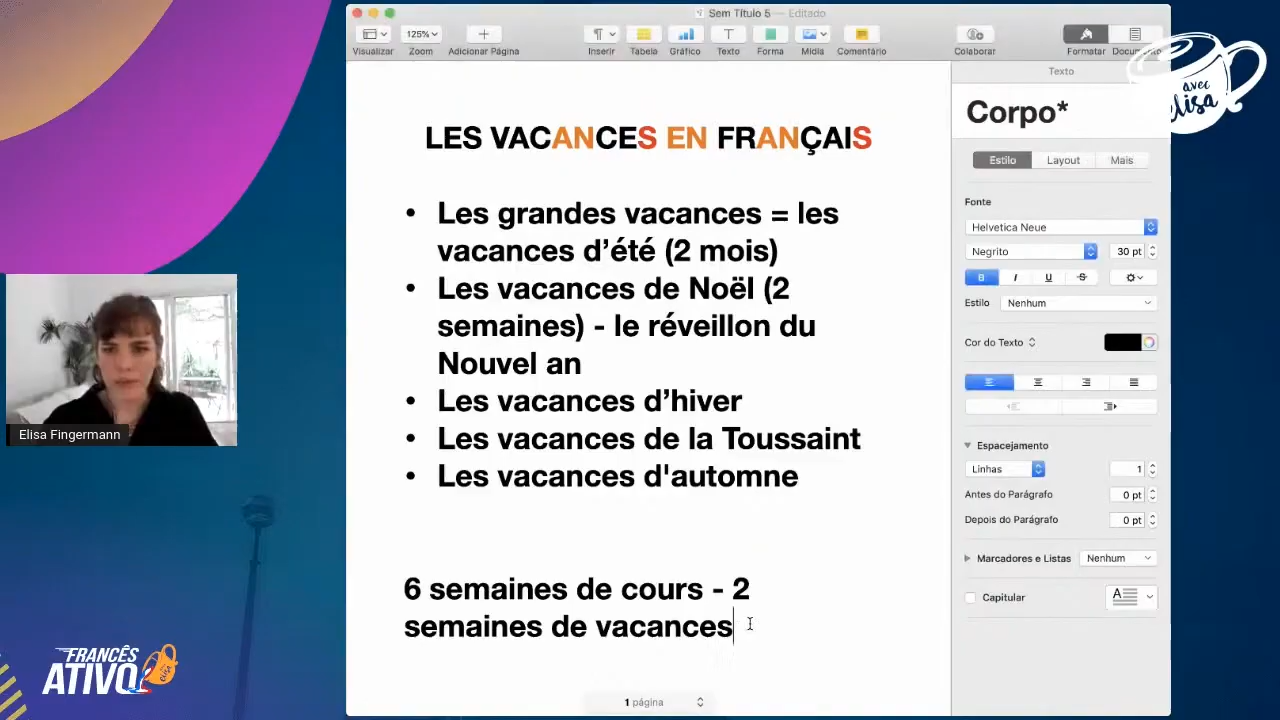 Sem Título 5 — Editado
125%
Visualizar Zoom Adicionar Página Inserir Tabela Gráfico Texto Forma Mídia Comentário Colaborar Formatar
Texto
avec
elisa
Corpo*
LES VACANCES EN FRANÇAIS
Estilo Layout Mais
• Les grandes vacances = les
vacances d’été (2 mois)
• Les vacances de Noël (2
semaines) - le réveillon du
Nouvel an
• Les vacances d’hiver
• Les vacances de la Toussaint
• Les vacances d'automne
6 semaines de cours - 2
semaines de vacances
1 página
Fonte
Helvetica Neue
Negrito 30 pt
B I U S
Estilo Nenhum
Cor do Texto
Espaçejamento
Linhas 1
Antes do Parágrafo 0 pt
Depois do Parágrafo 0 pt
Marcadores e Listas Nenhum
Capitular
Elisa Fingermann
FRANCÊS
ATIVO